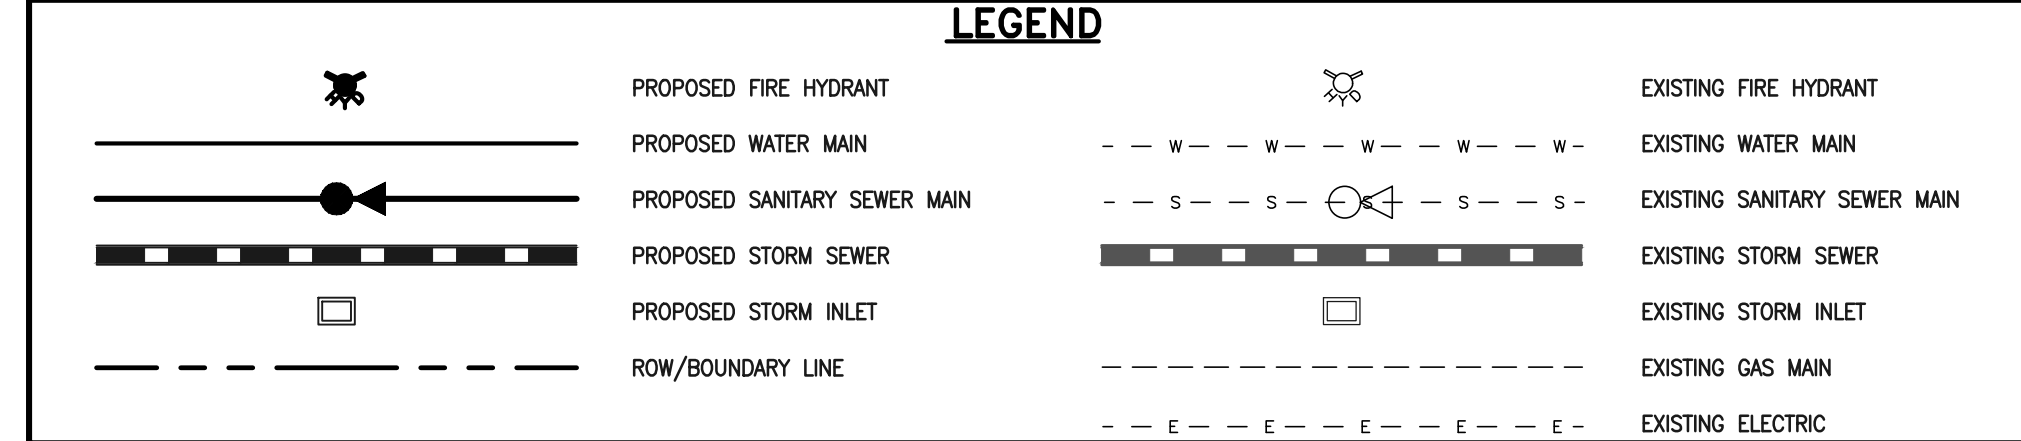 LEGEND
HYD PROPOSED FIRE HYDRANT
PROPOSED WATER MAIN
PROPOSED SANITARY SEWER MAIN
PROPOSED STORM SEWER
PROPOSED STORM INLET
ROW/BOUNDARY LINE
HYD EXISTING FIRE HYDRANT
W W W W W EXISTING WATER MAIN
S S S S S EXISTING SANITARY SEWER MAIN
EXISTING STORM SEWER
EXISTING STORM INLET
EXISTING GAS MAIN
E E E E E EXISTING ELECTRIC